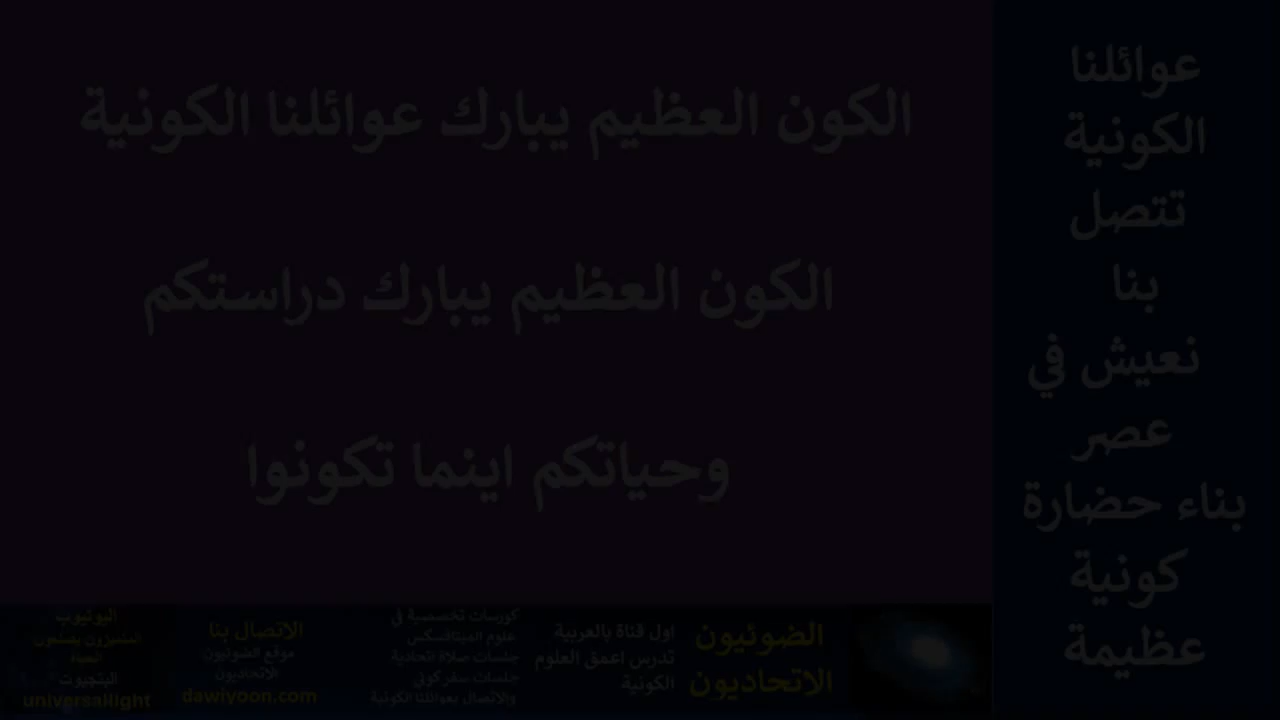 الكون العظيم يبارك عوائلنا الكونية
الكون العظيم يبارك دراستكم
وحياتكم اينما تكونوا
عوائلنا
الكونية
تتصل
بنا
نعيش في
عصر
بناء حضارة
كونية
عظيمة
الضوئيون
الاتحاديون
اول قناة بالعربية
تدرس اعمق العلوم
الكونية
كورسات تخصصية في
علوم الميتافيزكس
جلسات صلاة اتحادية
جلسات سفر كوني
والاتصال بعوائلنا الكونية
الاتصال بنا
موقع الضوئيون
الاتحاديون
dawiyoon.com
اليوتيوب
universallight